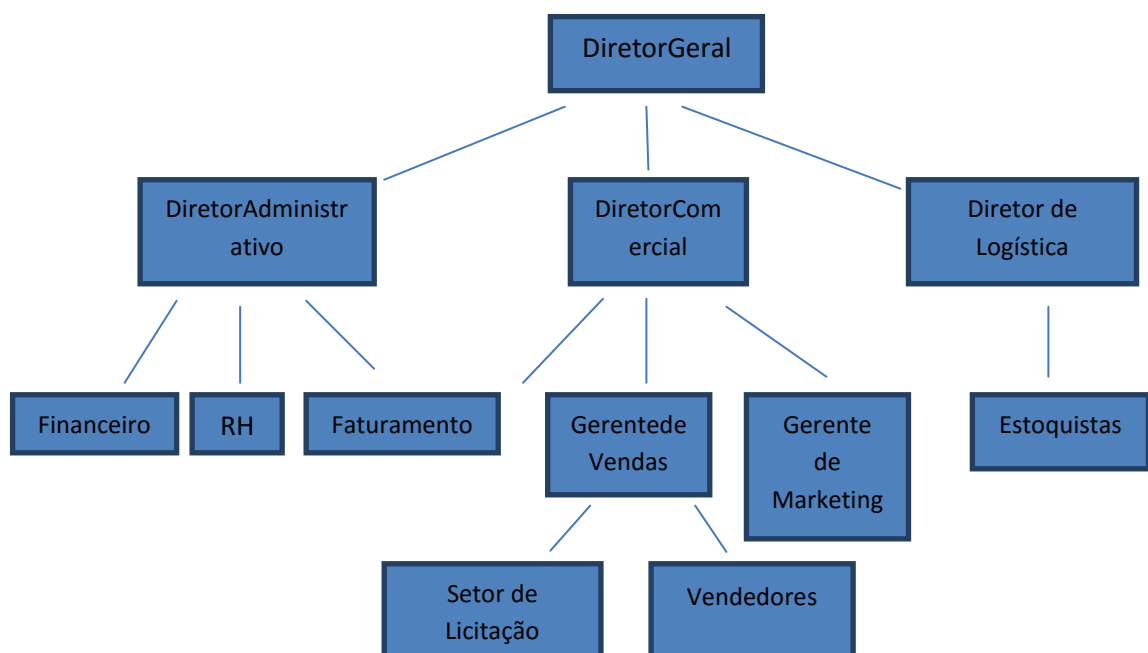 DiretorGeral
DiretorAdministr
ativo
DiretorCom
ercial
Diretor de
Logística
Financeiro
RH
Faturamento
Gerentede
Vendas
Gerente
de
Marketing
Estoquistas
Setor de
Licitação
Vendedores